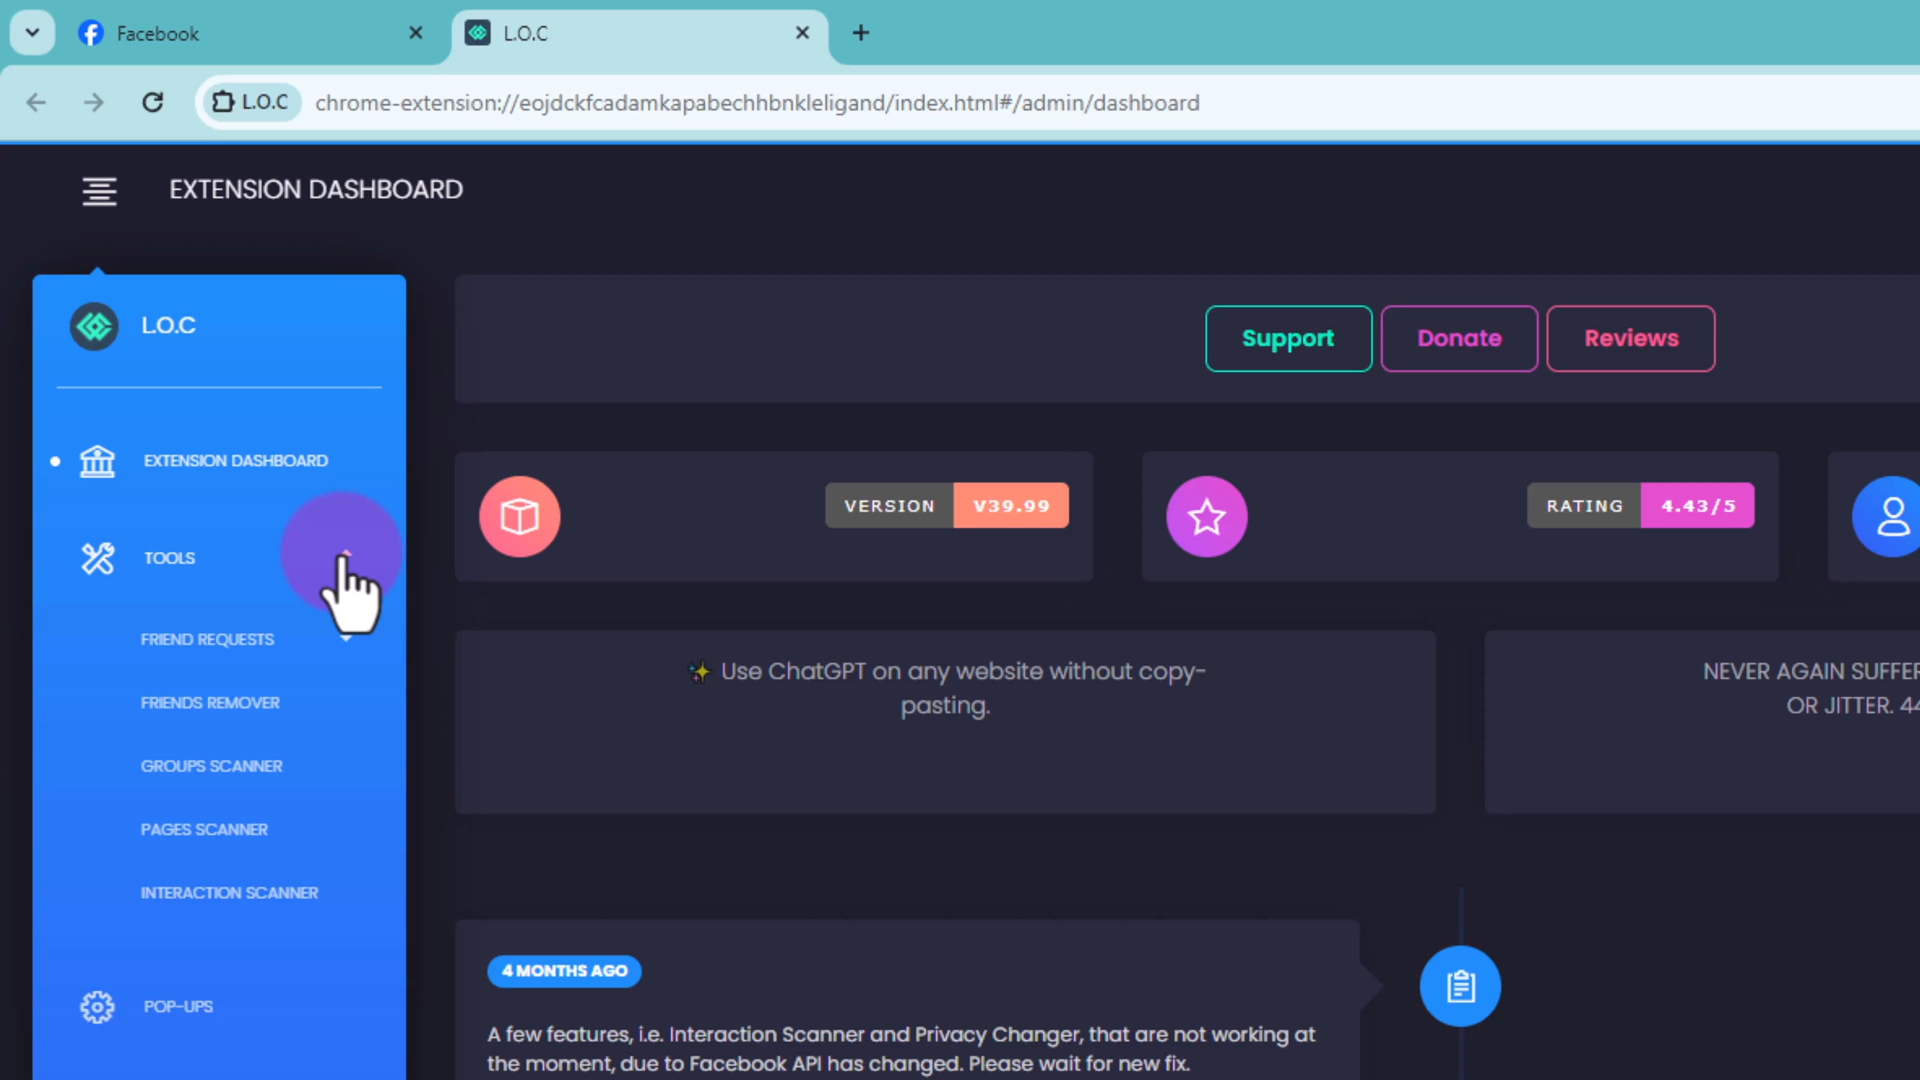 Facebook
L.O.C
L.O.C
chrome-extension://eojdckfcadamkapabechhbnkleligand/index.html#/admin/dashboard
EXTENSION DASHBOARD
L.O.C
Support
Donate
Reviews
EXTENSION DASHBOARD
VERSION V39.99
RATING 4.43/5
TOOLS
FRIEND REQUESTS
FRIENDS REMOVER
GROUPS SCANNER
PAGES SCANNER
INTERACTION SCANNER
POP-UPS
✨ Use ChatGPT on any website without copy-
pasting.
NEVER AGAIN SUFFER
OR JITTER. 44
4 MONTHS AGO
A few features, i.e. Interaction Scanner and Privacy Changer, that are not working at
the moment, due to Facebook API has changed. Please wait for new fix.